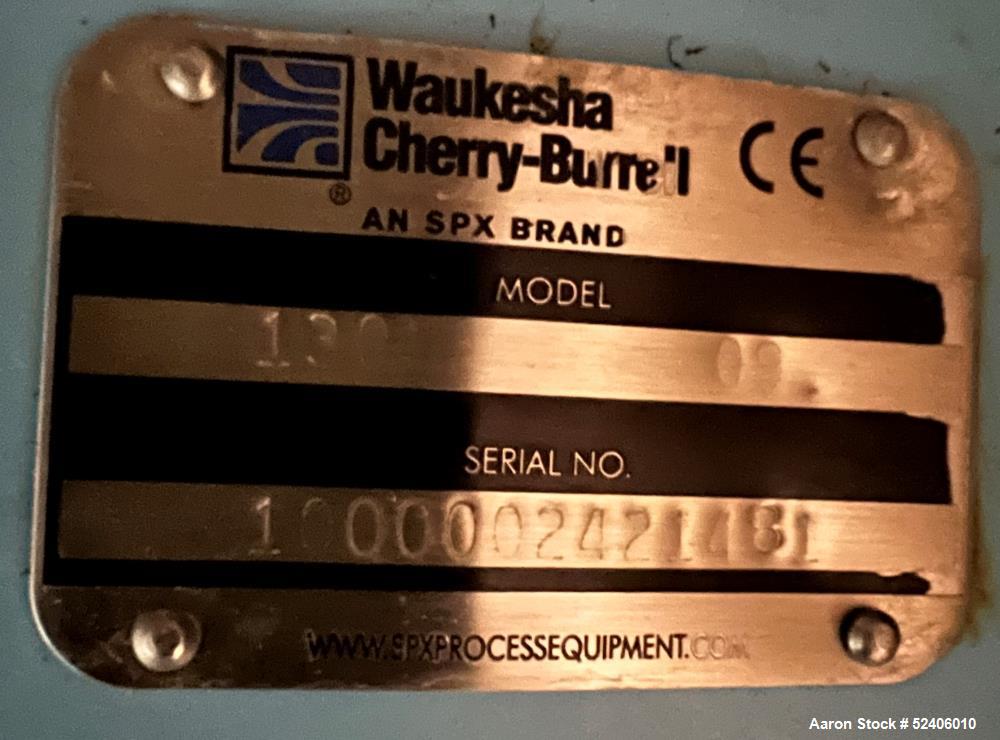 Waukesha
Cherry-Burrell
CE
®
AN SPX BRAND
MODEL
SERIAL NO.
WWW.SPXPROCESSEQUIPMENT.COM
Aaron Stock # 52406010